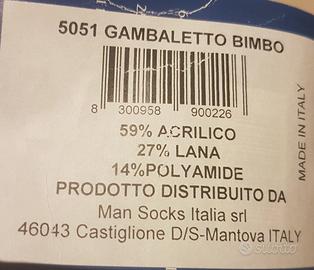 5051 GAMBALETTO BIMBO
8 300958 900226
59% ACRILICO
27% LANA
14%POLYAMIDE
PRODOTTO DISTRIBUITO DA
Man Socks Italia srl
46043 Castiglione D/S-Mantova ITALY
MADE IN ITALY
subito